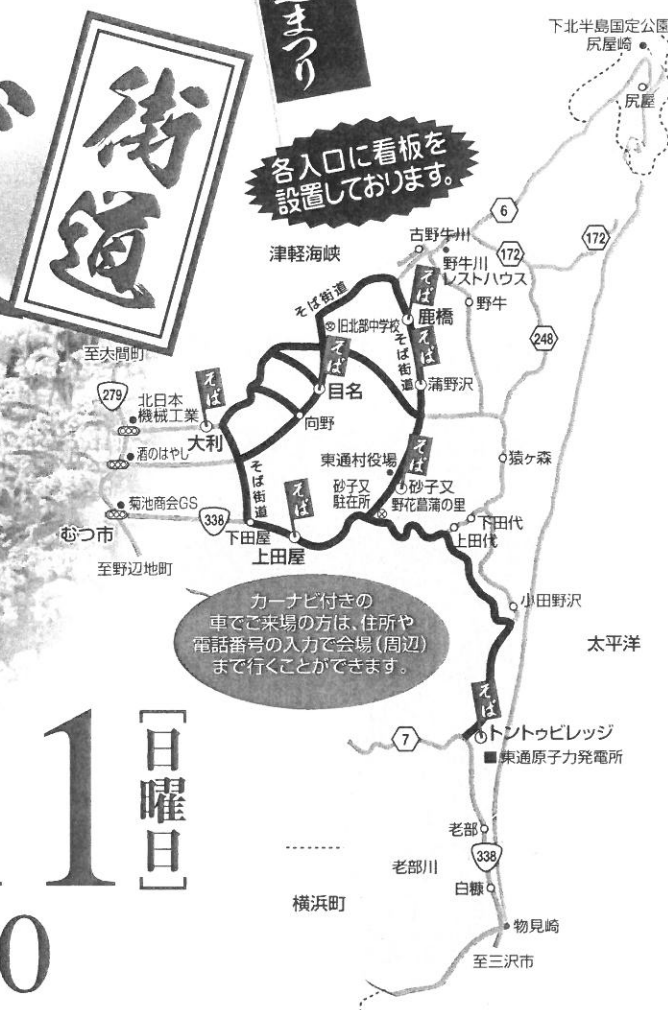 まつり
街道
各入口に看板を
設置しております。
下北半島国定公園
尻屋崎
尻屋
6
172
172
古野牛川
野牛川
レストハウス
野牛
津軽海峡
そば街道
そば
鹿橋
248
旧北部中学校
そば
そば
そば街道
蒲野沢
至大間町
279
北日本
機械工業
そば
大利
目名
向野
酒のはやし
東通村役場
そば
猿ヶ森
砂子又
砂子又
駐在所
野花菖蒲の里
そば街道
そば
菊池商会GS
338
むつ市
下田屋
上田屋
下田代
上田代
至野辺地町
小田野沢
カーナビ付きの
車でご来場の方は、住所や
電話番号の入力で会場(周辺)
まで行くことができます。
太平洋
そば
トントゥビレッジ
7
東通原子力発電所
1
[日曜日]
老部
老部川
338
白糠
横浜町
物見崎
至三沢市
0